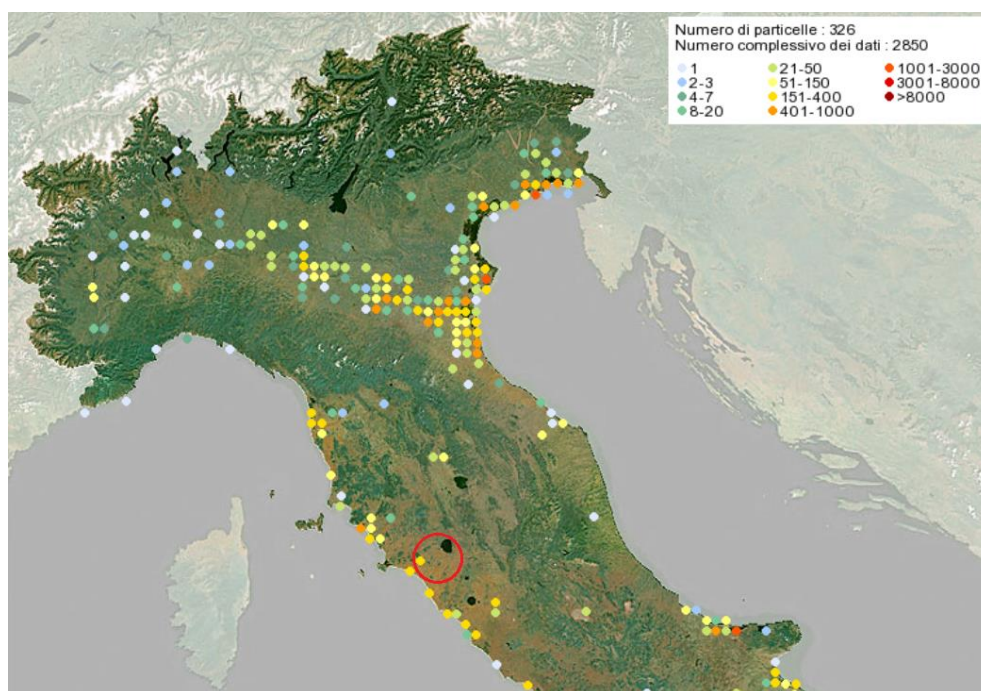 Numero di particelle : 326
Numero complessivo dei dati : 2850
1 21-50 1001-3000
2-3 51-150 3001-8000
4-7 151-400 >8000
8-20 401-1000